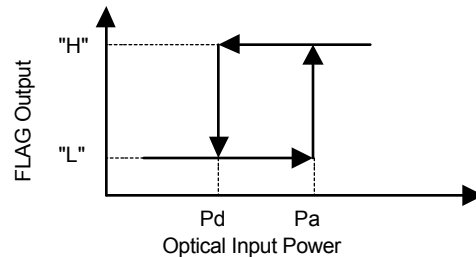 "H"
FLAG Output
"L"
Pd Pa
Optical Input Power